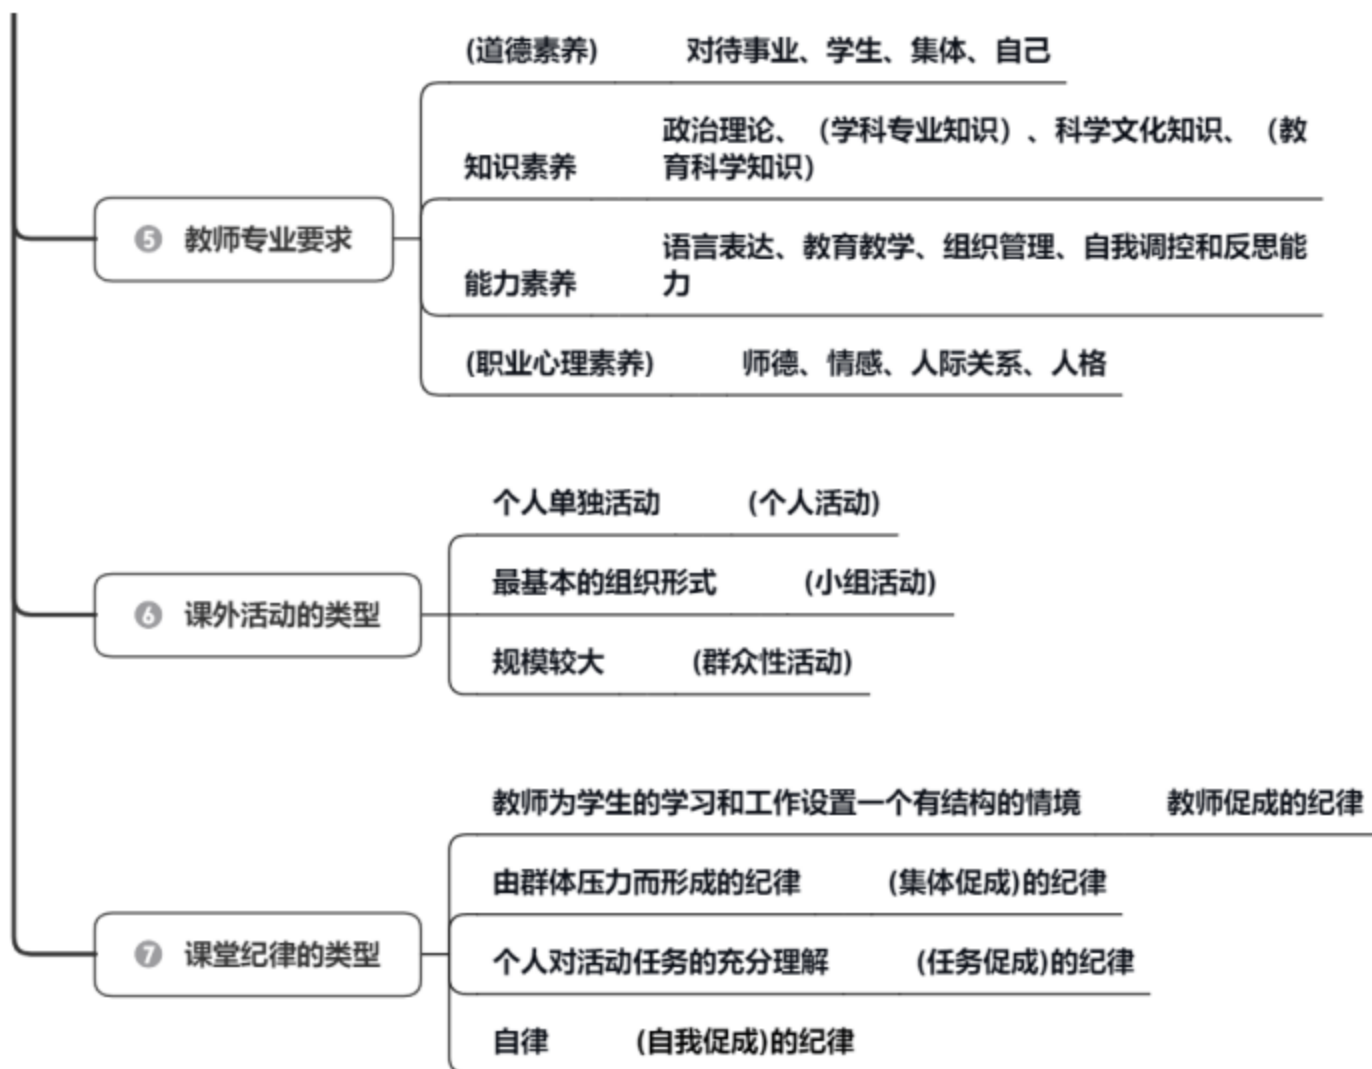 (道德素养) 对待事业、学生、集体、自己
政治理论、（学科专业知识）、科学文化知识、（教
知识素养 育科学知识）
❺ 教师专业要求
语言表达、教育教学、组织管理、自我调控和反思能
能力素养 力
(职业心理素养) 师德、情感、人际关系、人格
个人单独活动 (个人活动)
最基本的组织形式 (小组活动)
❻ 课外活动的类型
规模较大 (群众性活动)
教师为学生的学习和工作设置一个有结构的情境 教师促成的纪律
由群体压力而形成的纪律 (集体促成)的纪律
❼ 课堂纪律的类型
个人对活动任务的充分理解 (任务促成)的纪律
自律 (自我促成)的纪律